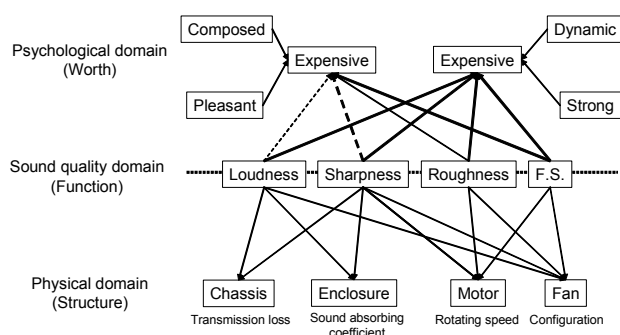 Composed
Dynamic
Psychological domain
(Worth)
Expensive
Expensive
Pleasant
Strong
Sound quality domain
(Function)
Loudness
Sharpness
Roughness
F.S.
Physical domain
(Structure)
Chassis
Enclosure
Motor
Fan
Transmission loss
Sound absorbing
coefficient
Rotating speed
Configuration